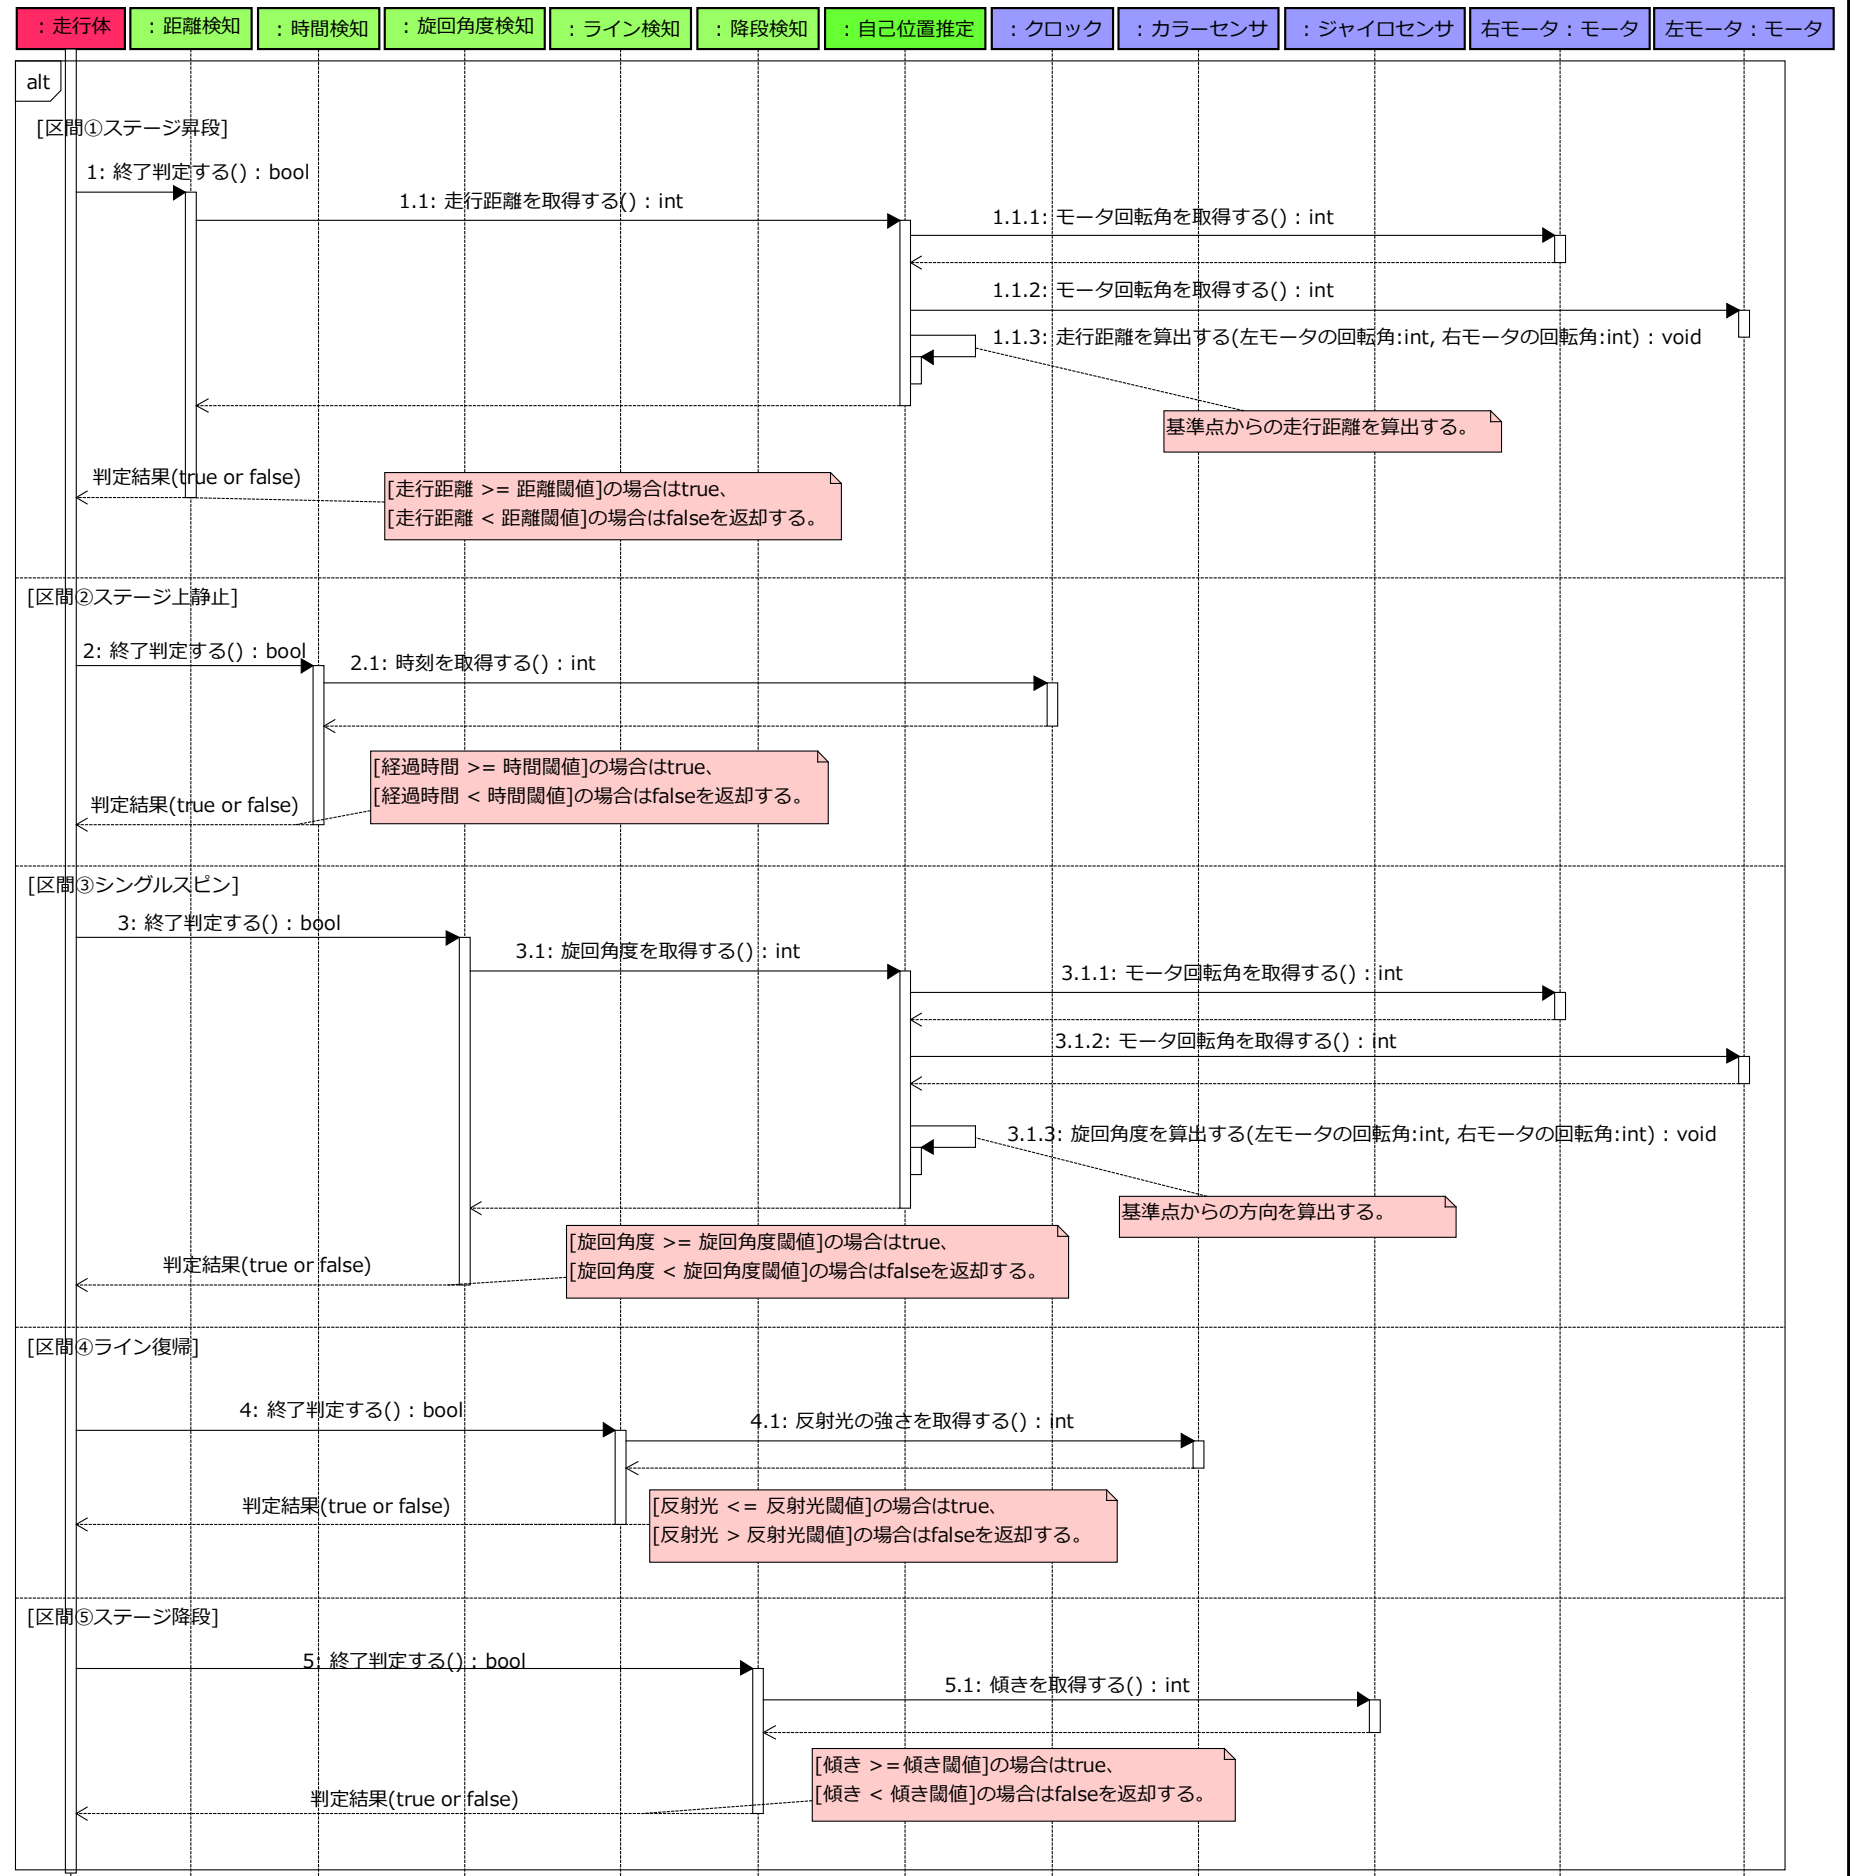 ：走行体
：距離検知
：時間検知
：旋回角度検知
：ライン検知
：降段検知
：自己位置推定
：クロック
：カラーセンサ
：ジャイロセンサ
右モータ：モータ
左モータ：モータ
alt
[区間①ステージ昇段]
1: 終了判定する() : bool
1.1: 走行距離を取得する() : int
1.1.1: モータ回転角を取得する() : int
1.1.2: モータ回転角を取得する() : int
1.1.3: 走行距離を算出する(左モータの回転角:int, 右モータの回転角:int) : void
基準点からの走行距離を算出する。
判定結果(true or false)
[走行距離 >= 距離閾値]の場合はtrue、
[走行距離 < 距離閾値]の場合はfalseを返却する。
[区間②ステージ上静止]
2: 終了判定する() : bool
2.1: 時刻を取得する() : int
[経過時間 >= 時間閾値]の場合はtrue、
[経過時間 < 時間閾値]の場合はfalseを返却する。
判定結果(true or false)
[区間③シングルスピン]
3: 終了判定する() : bool
3.1: 旋回角度を取得する() : int
3.1.1: モータ回転角を取得する() : int
3.1.2: モータ回転角を取得する() : int
3.1.3: 旋回角度を算出する(左モータの回転角:int, 右モータの回転角:int) : void
基準点からの方向を算出する。
[旋回角度 >= 旋回角度閾値]の場合はtrue、
[旋回角度 < 旋回角度閾値]の場合はfalseを返却する。
判定結果(true or false)
[区間④ライン復帰]
4: 終了判定する() : bool
4.1: 反射光の強さを取得する() : int
判定結果(true or false)
[反射光 <= 反射光閾値]の場合はtrue、
[反射光 > 反射光閾値]の場合はfalseを返却する。
[区間⑤ステージ降段]
5: 終了判定する() : bool
5.1: 傾きを取得する() : int
[傾き >=傾き閾値]の場合はtrue、
[傾き < 傾き閾値]の場合はfalseを返却する。
判定結果(true or false)